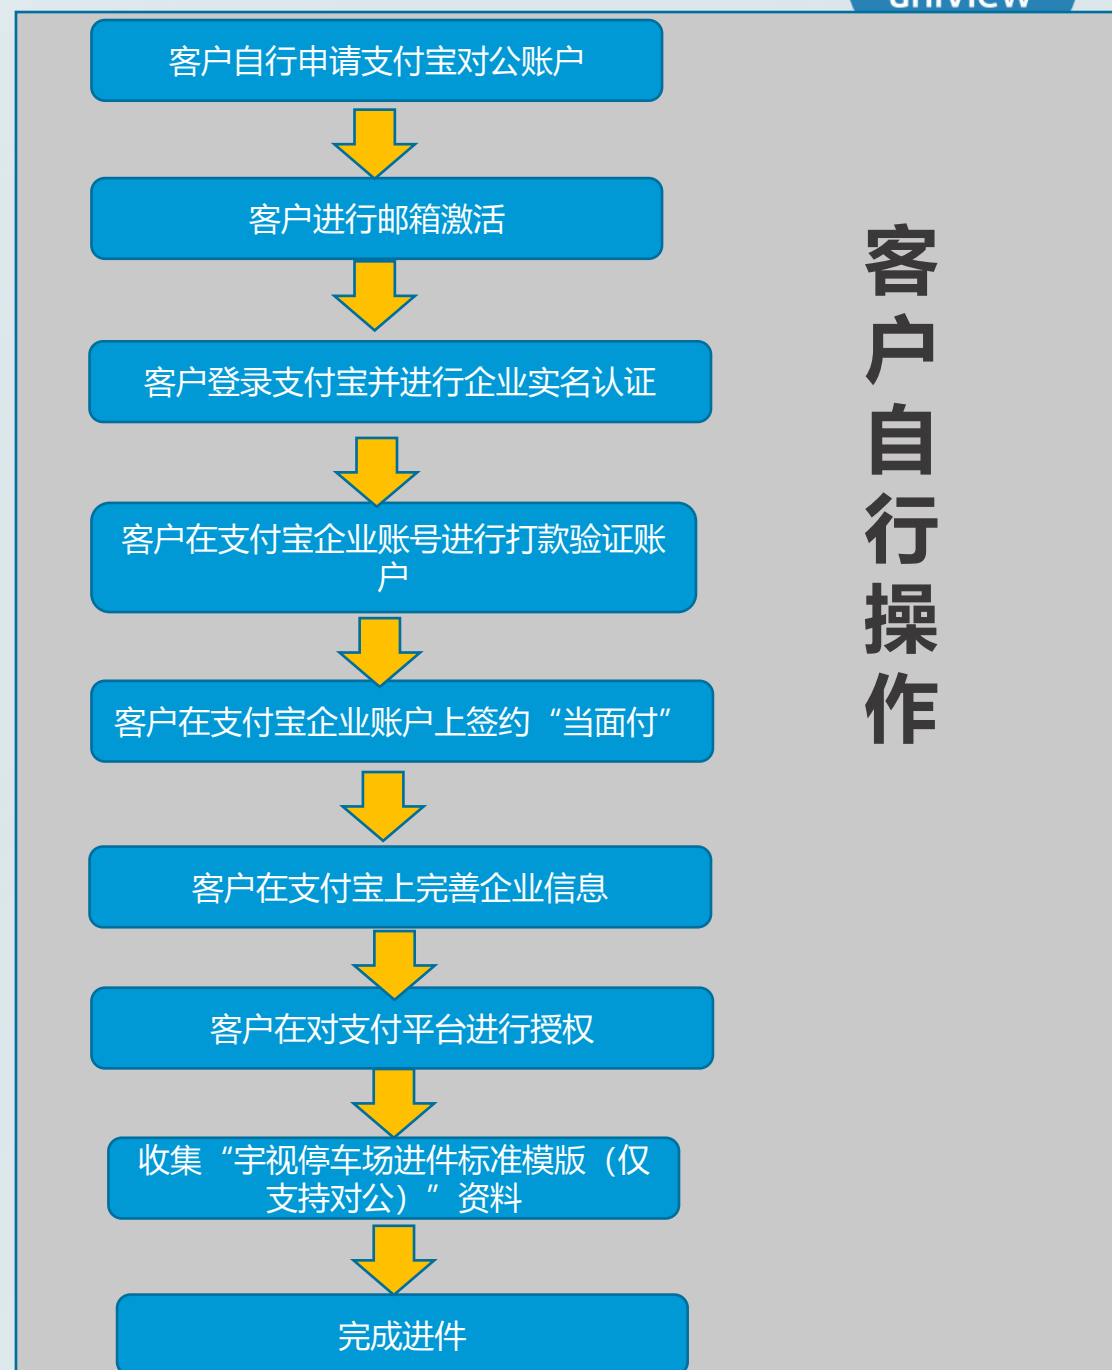 uniview
客户自行申请支付宝对公账户
客户进行邮箱激活
客户登录支付宝并进行企业实名认证
客户在支付宝企业账号进行打款验证账
户
客户在支付宝企业账户上签约“当面付”
客户在支付宝上完善企业信息
客户在对支付平台进行授权
收集“宇视停车场进件标准模版（仅
支持对公）”资料
完成进件
客户自行操作